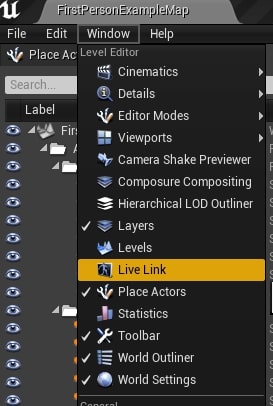 FirstPersonExampleMap
File Edit Window Help
Place Ac
Level Editor
Search...
Cinematics
Details
Label
Editor Modes
Firs
Viewports
A
Camera Shake Previewer
Composure Compositing
Hierarchical LOD Outliner
Layers
Levels
Live Link
Place Actors
Statistics
Toolbar
World Outliner
World Settings
General